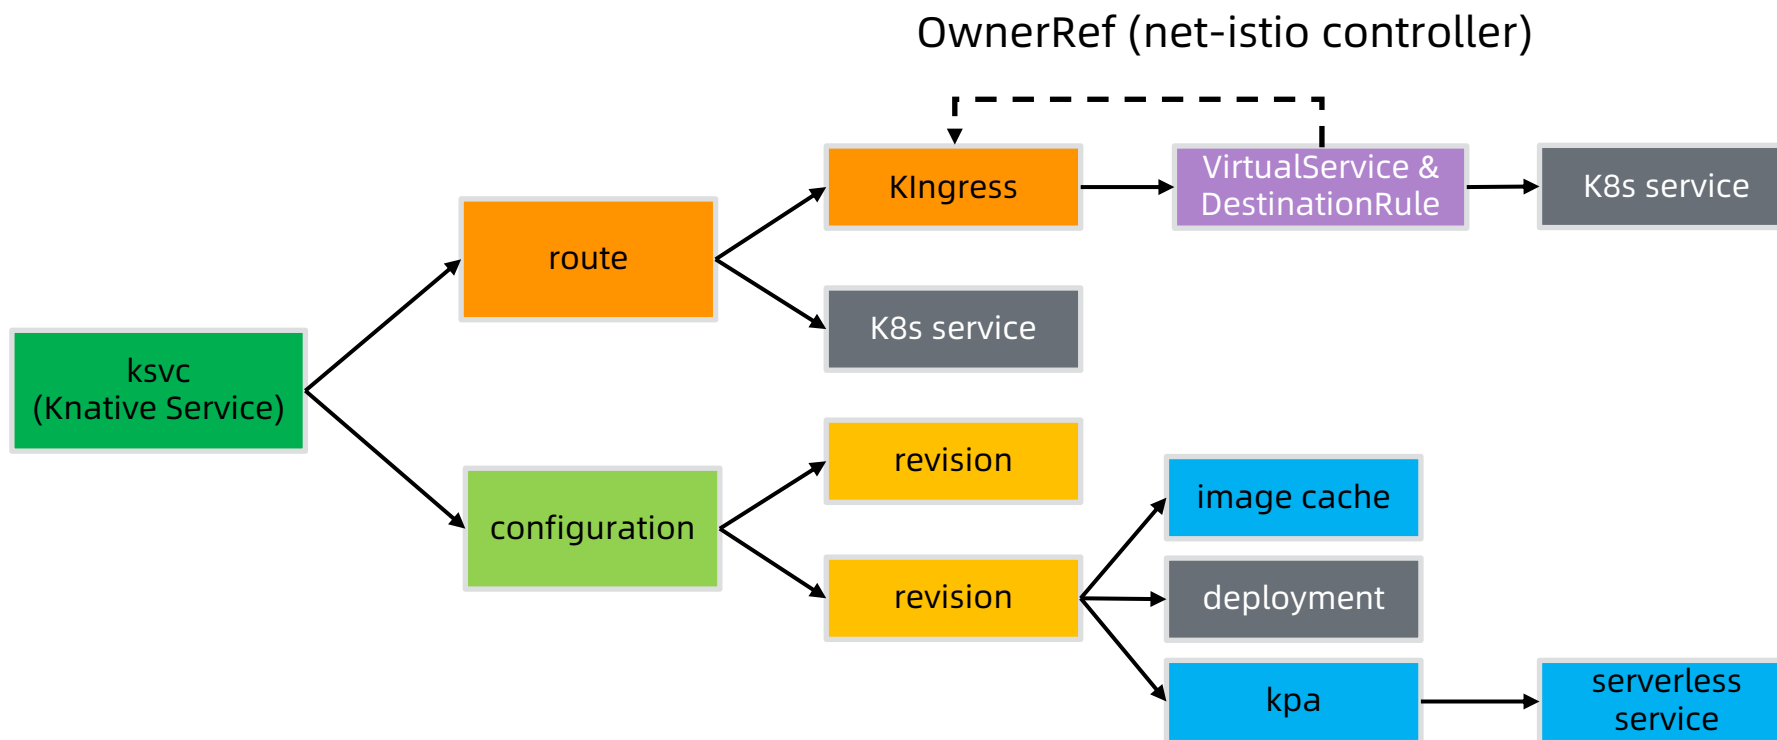 OwnerRef (net-istio controller)
KIngress
VirtualService &
DestinationRule
K8s service
route
K8s service
ksvc
(Knative Service)
revision
configuration
image cache
revision
deployment
kpa
serverless
service